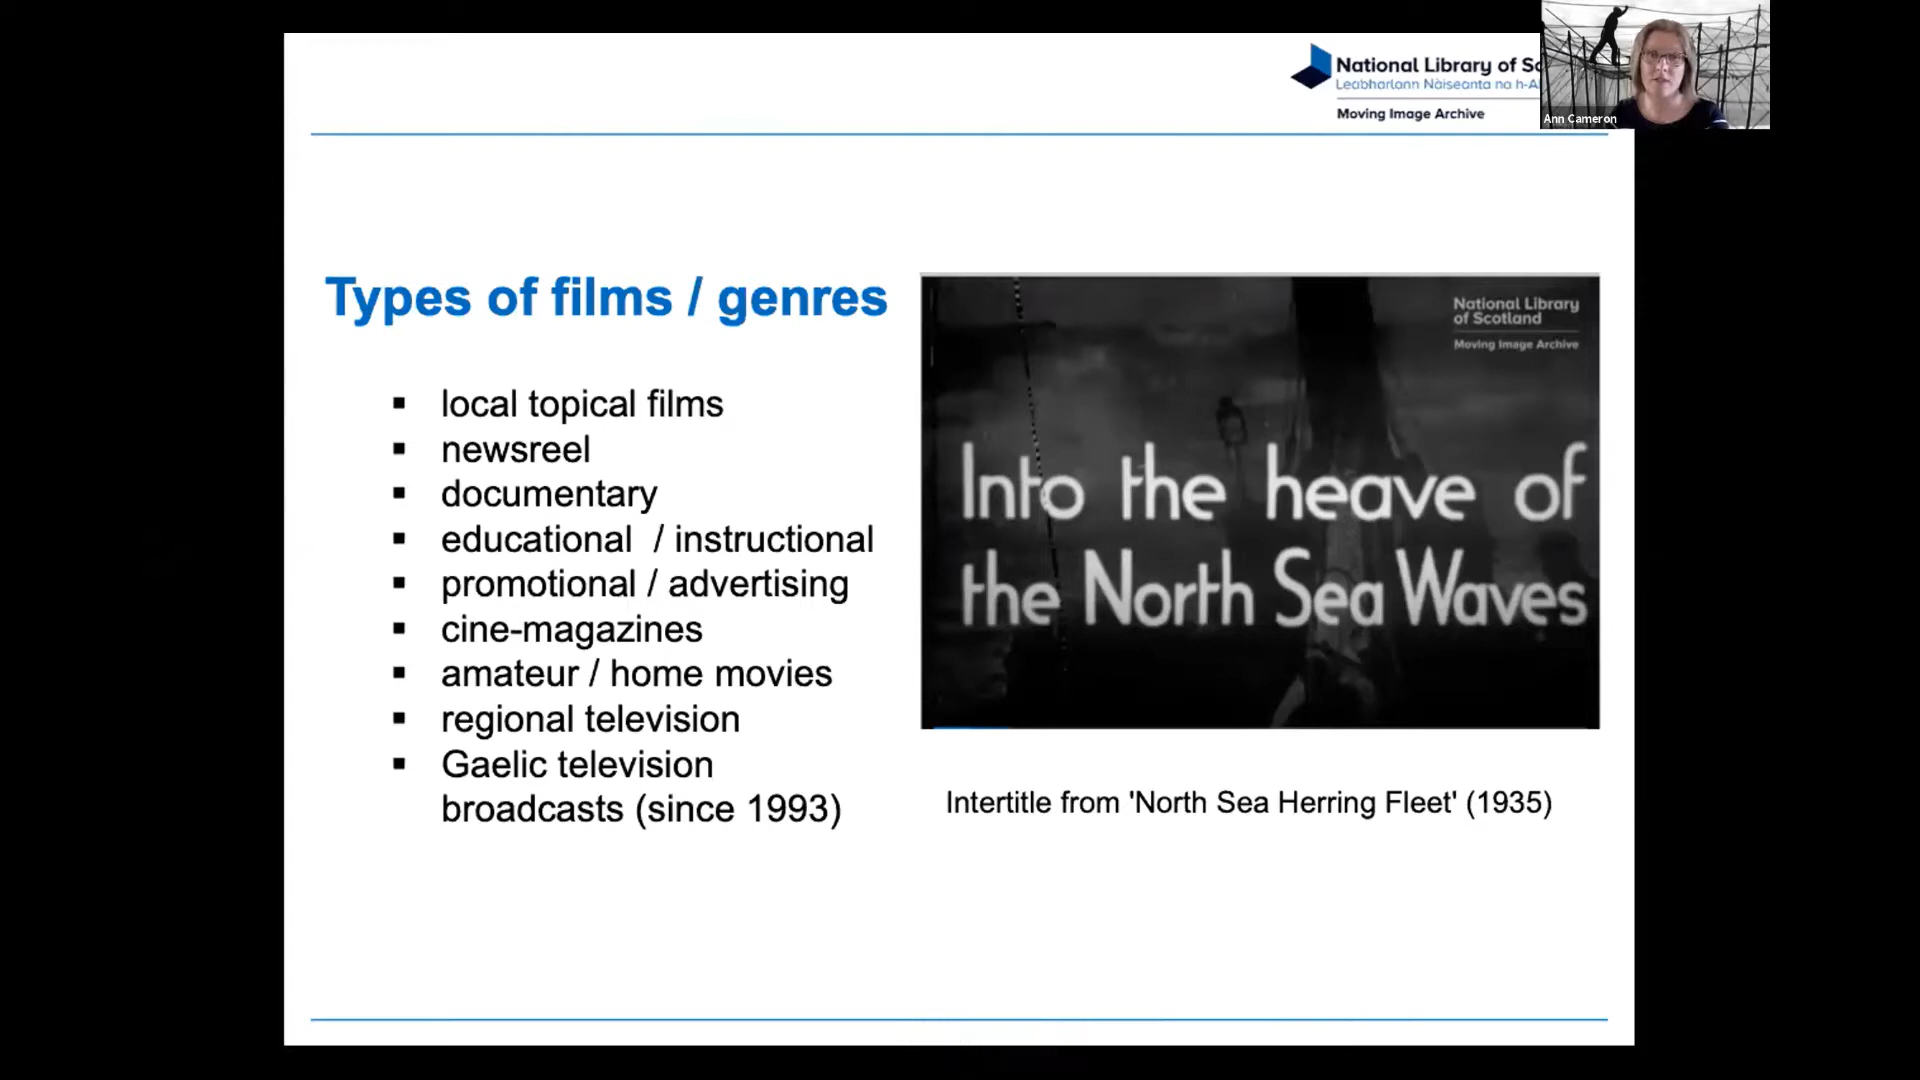 National Library of Sc
Leabharlann Nàiseanta na h-Al
Moving Image Archive
Ann Cameron
Types of films / genres
local topical films
newsreel
documentary
educational / instructional
promotional / advertising
cine-magazines
amateur / home movies
regional television
Gaelic television
broadcasts (since 1993)
National Library
of Scotland
Moving Image Archive
Into the heave of
the North Sea Waves
Intertitle from 'North Sea Herring Fleet' (1935)